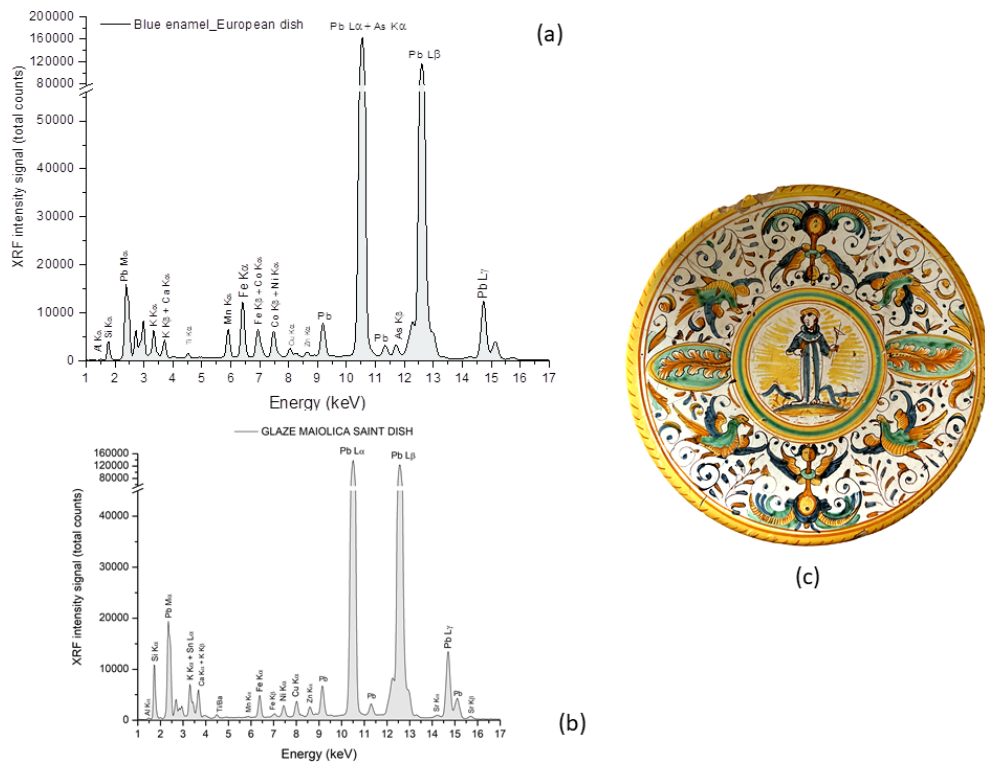 200000
160000
120000
80000
50000
40000
30000
20000
10000
0
XRF intensity signal (total counts)
Blue enamel_European dish
Pb Lα + As Kα
Pb Lβ
(a)
Al Kα
Si Kα
Pb Mα
K Kα
K Kβ + Ca Kα
Ti Kα
Mn Kα
Fe Kα
Fe Kβ + Co Kα
Co Kβ + Ni Kα
Cu Kα
Zn Kα
Pb
Pb
As Kβ
Pb Lγ
1 2 3 4 5 6 7 8 9 10 11 12 13 14 15 16 17
Energy (keV)
GLAZE MAIOLICA SAINT DISH
160000
120000
80000
40000
30000
20000
10000
0
XRF intensity signal (total counts)
Pb Lα
Pb Lβ
Al Kα
Si Kα
Pb Mα
K Kα + Sn Lα
Ca Kα + K Kβ
Ti/Ba
Mn Kα
Fe Kα
Fe Kβ
Ni Kα
Cu Kα
Zn Kα
Pb
Pb
Sr Kα
Pb Lγ
Pb
Sr Kβ
1 2 3 4 5 6 7 8 9 10 11 12 13 14 15 16 17
Energy (keV)
(b)
(c)